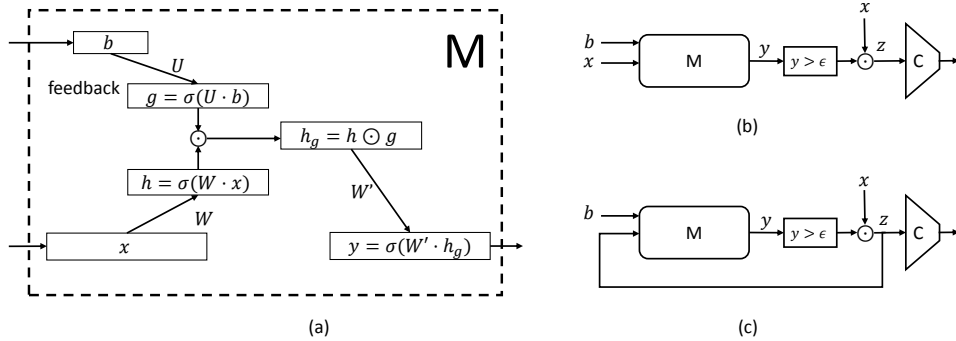 b
M
U
feedback
g = σ(U · b)
⊙
h_g = h ⊙ g
h = σ(W · x)
W
W'
x
y = σ(W' · h_g)
(a)
x
b
x
M
y
y > ϵ
⊙
z
C
(b)
x
b
M
y
y > ϵ
⊙
z
C
(c)